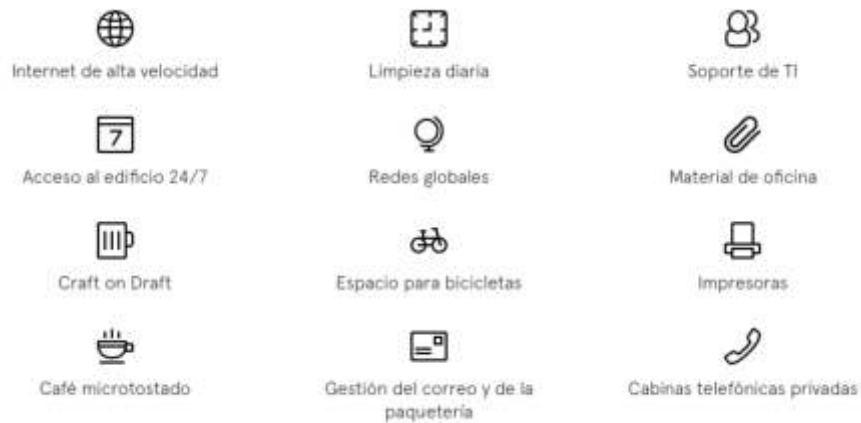 Internet de alta velocidad
Limpieza diaria
Soporte de TI
7
Acceso al edificio 24/7
Redes globales
Material de oficina
Craft on Draft
Espacio para bicicletas
Impresoras
Café microtostado
Gestión del correo y de la
paquetería
Cabinas telefónicas privadas